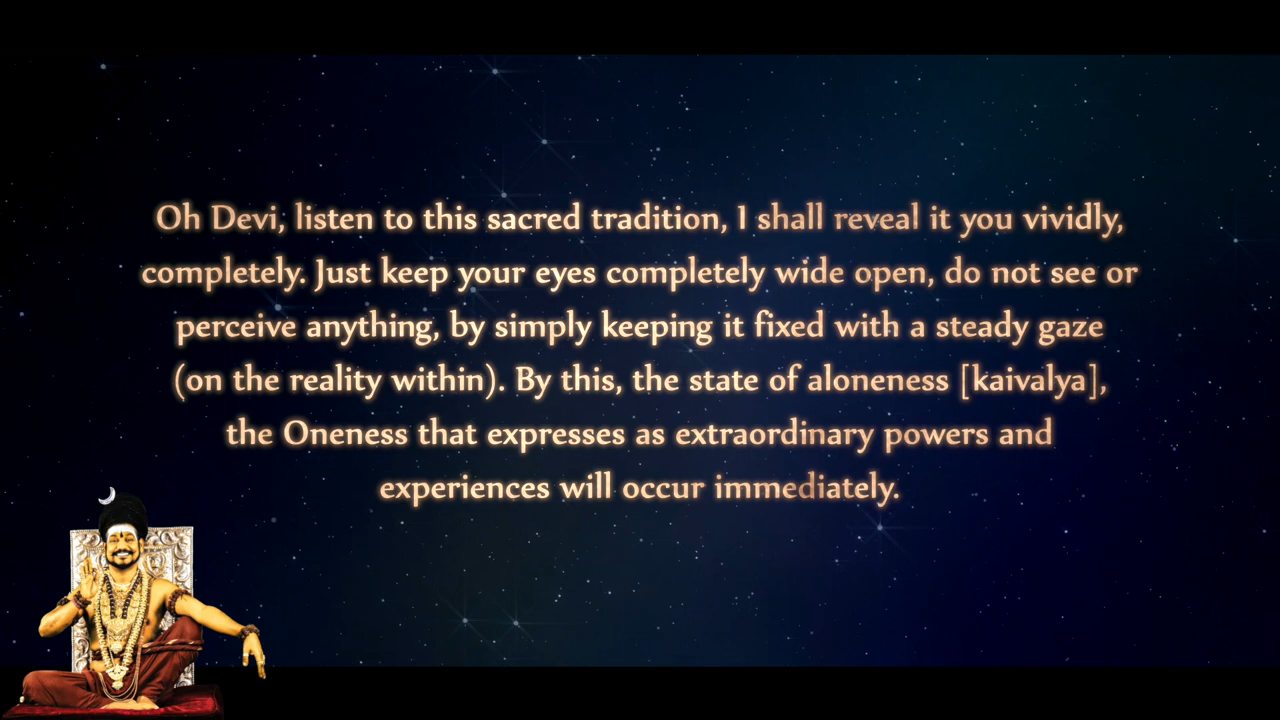 Oh Devi, listen to this sacred tradition, I shall reveal it you vividly,
completely. Just keep your eyes completely wide open, do not see or
perceive anything, by simply keeping it fixed with a steady gaze
(on the reality within). By this, the state of aloneness [kaivalya],
the Oneness that expresses as extraordinary powers and
experiences will occur immediately.